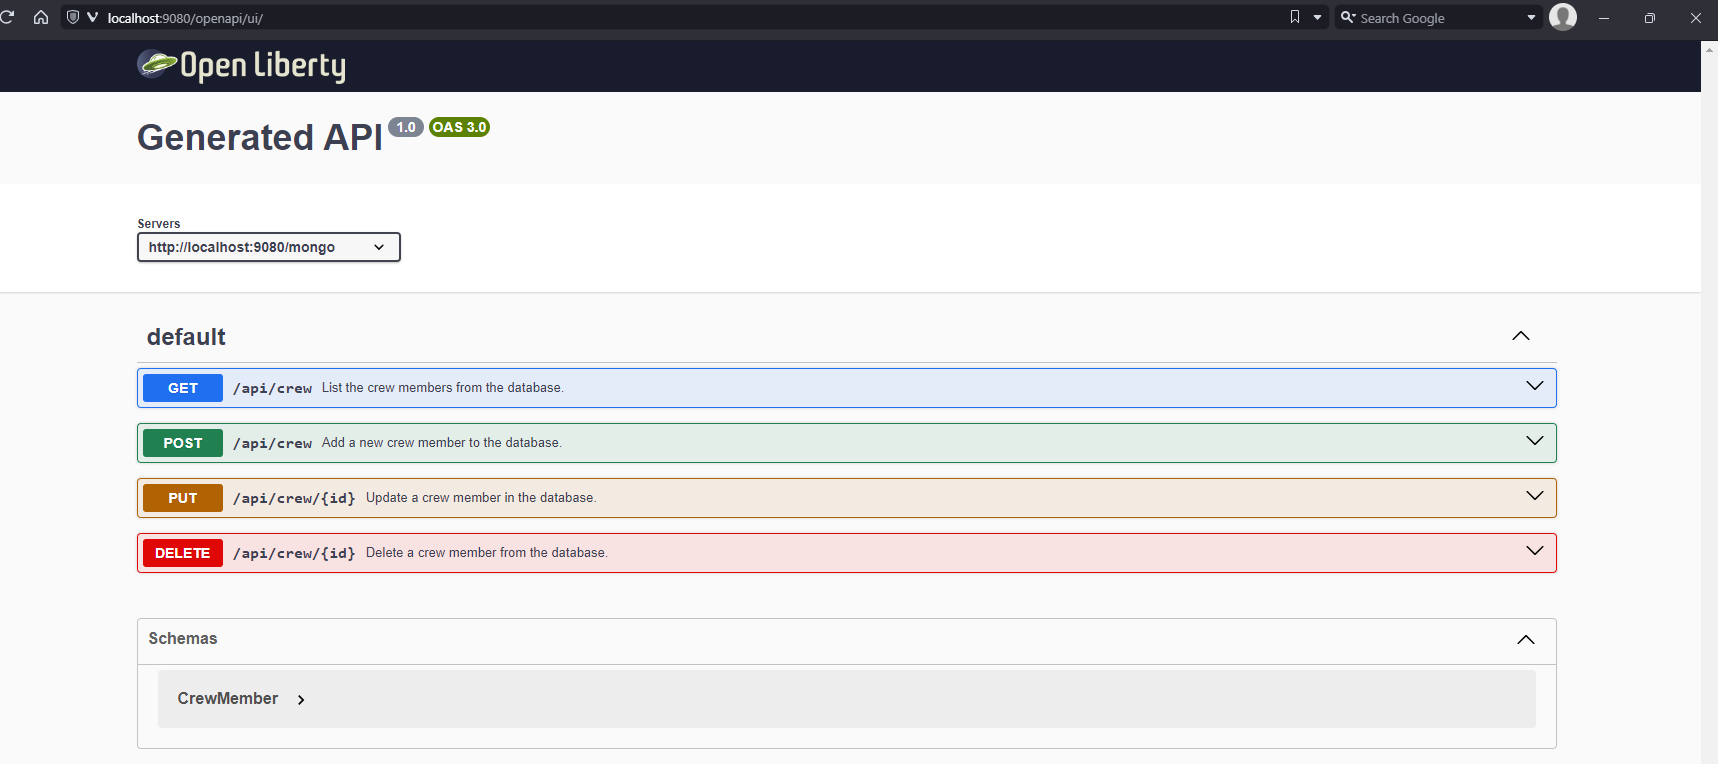 localhost:9080/openapi/ui/
Search Google
Open Liberty
Generated API 1.0 OAS 3.0
Servers
http://localhost:9080/mongo
default
GET /api/crew List the crew members from the database.
POST /api/crew Add a new crew member to the database.
PUT /api/crew/{id} Update a crew member in the database.
DELETE /api/crew/{id} Delete a crew member from the database.
Schemas
CrewMember